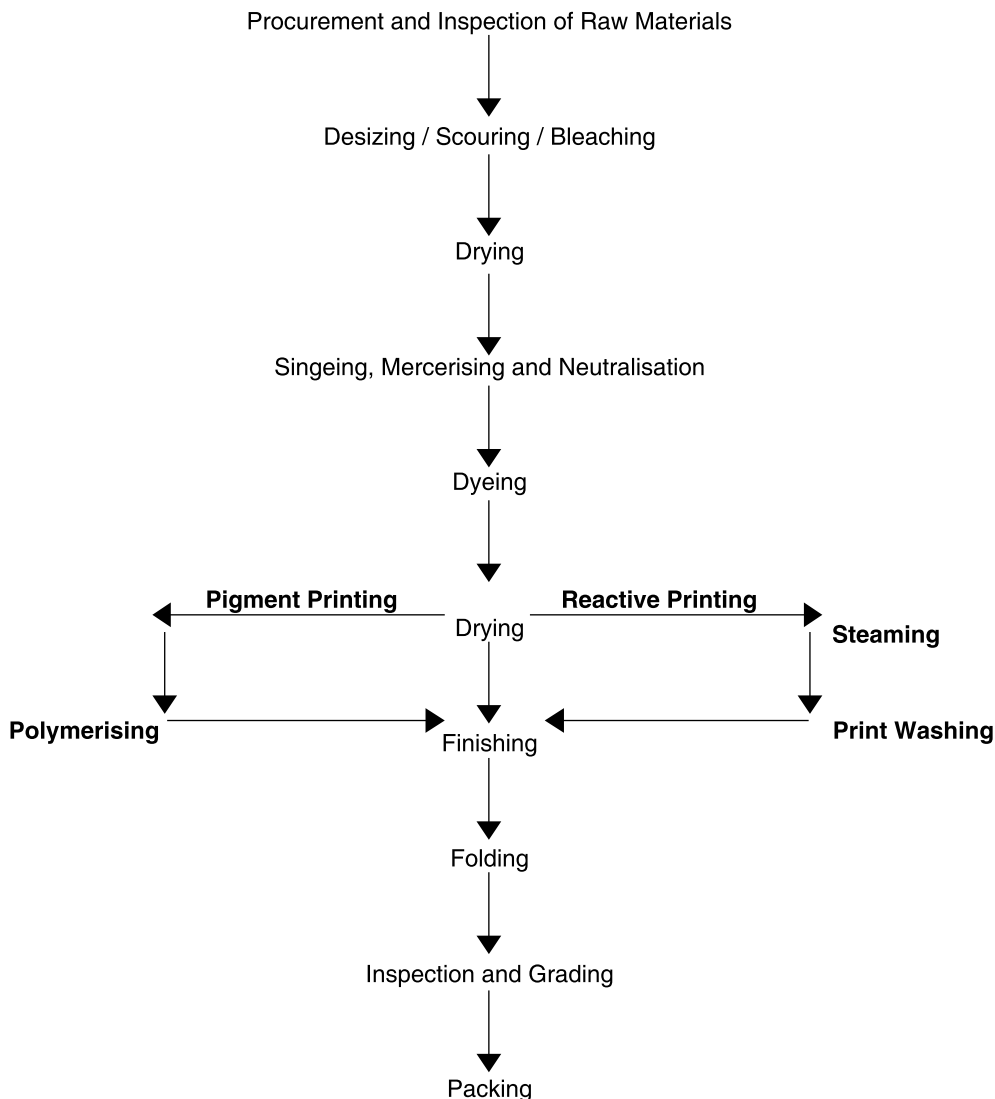 Procurement and Inspection of Raw Materials
Desizing / Scouring / Bleaching
Drying
Singeing, Mercerising and Neutralisation
Dyeing
Pigment Printing
Reactive Printing
Drying
Steaming
Polymerising
Print Washing
Finishing
Folding
Inspection and Grading
Packing